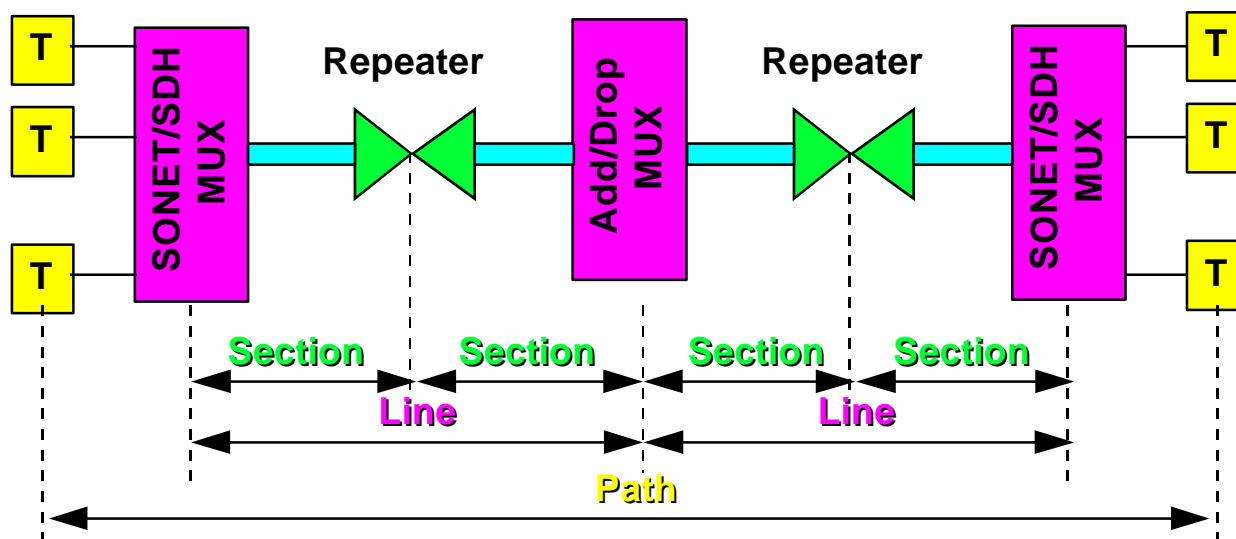 T
T
T
SONET/SDH
MUX
Repeater
Add/Drop
MUX
Repeater
SONET/SDH
MUX
T
T
T
Section
Section
Section
Section
Line
Line
Path